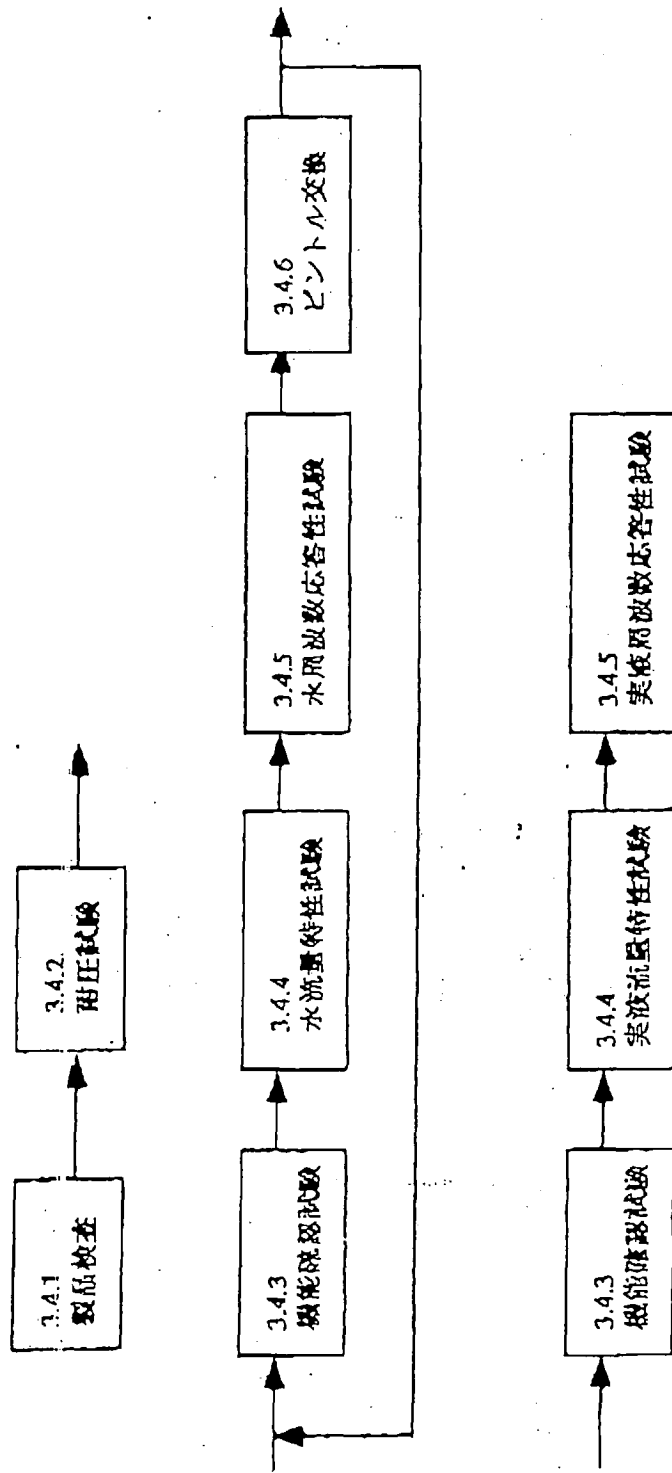 3.4.1
製品検査
3.4.2
耐圧試験
3.4.3
機能確認試験
3.4.4
水流量特性試験
3.4.5
水周波数応答性試験
3.4.6
ピントル交換
3.4.3
機能確認試験
3.4.4
実液流量特性試験
3.4.5
実液周波数応答性試験